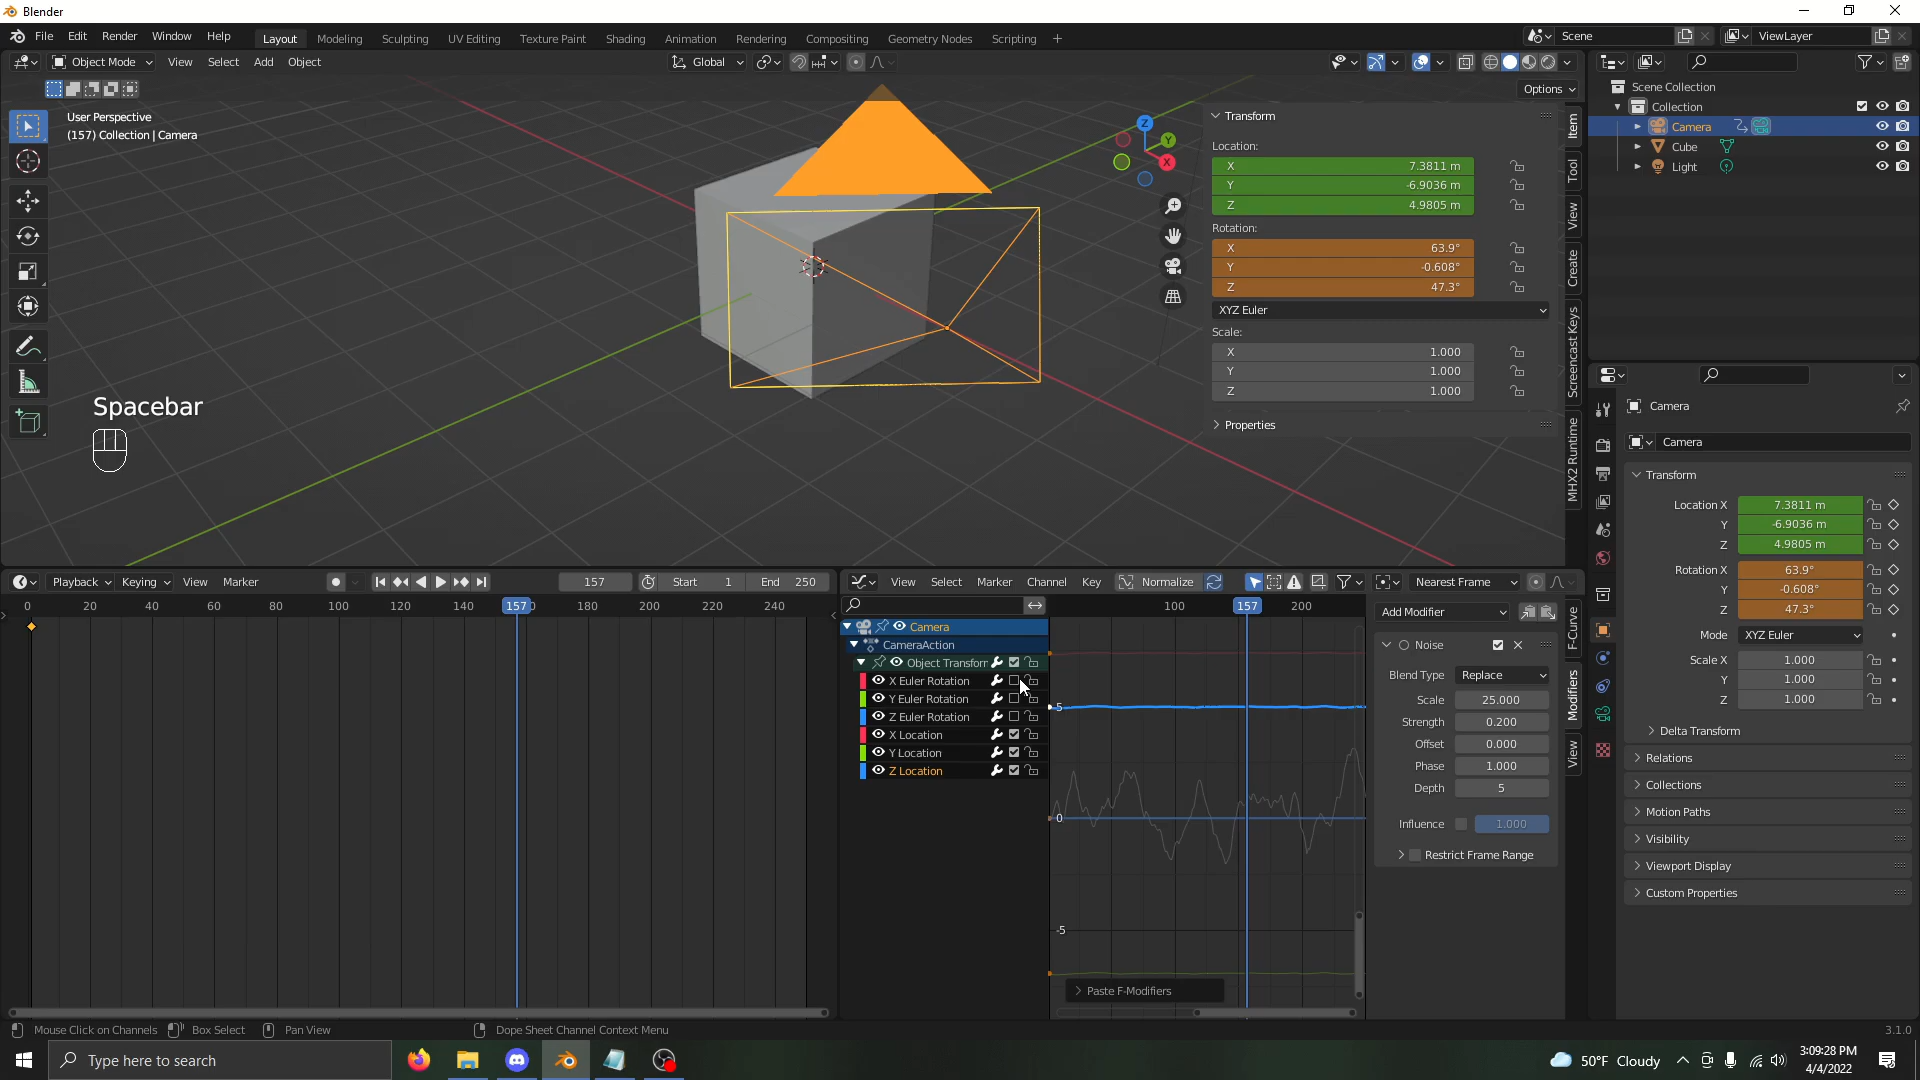 Blender
File Edit Render Window Help
Layout Modeling Sculpting UV Editing Texture Paint Shading Animation Rendering Compositing Geometry Nodes Scripting +
Scene
ViewLayer
Object Mode View Select Add Object
Global
Options
User Perspective
(157) Collection | Camera
Z
Y
X
Transform
Location:
X 7.3811 m
Y -6.9036 m
Z 4.9805 m
Rotation:
X 63.9°
Y -0.608°
Z 47.3°
XYZ Euler
Scale:
X 1.000
Y 1.000
Z 1.000
Properties
Item
Tool
View
Create
Screencast Keys
MHX2 Runtime
Scene Collection
Collection
Camera
Cube
Light
Spacebar
Camera
Camera
Transform
Location X 7.3811 m
Y -6.9036 m
Z 4.9805 m
Rotation X 63.9°
Y -0.608°
Z 47.3°
Mode XYZ Euler
Scale X 1.000
Y 1.000
Z 1.000
Delta Transform
Relations
Collections
Motion Paths
Visibility
Viewport Display
Custom Properties
Playback Keying View Marker
157 Start 1 End 250
0 20 40 60 80 100 120 140 157 180 200 220 240
View Select Marker Channel Key Normalize Nearest Frame
100 157 200
Camera
CameraAction
Object Transforn
X Euler Rotation
Y Euler Rotation
Z Euler Rotation
X Location
Y Location
Z Location
5
0
-5
Paste F-Modifiers
Add Modifier
Noise
Blend Type Replace
Scale 25.000
Strength 0.200
Offset 0.000
Phase 1.000
Depth 5
Influence 1.000
Restrict Frame Range
F-Curve
Modifiers
View
Mouse Click on Channels Box Select Pan View Dope Sheet Channel Context Menu 3.1.0
Type here to search
50°F Cloudy
3:09:28 PM
4/4/2022